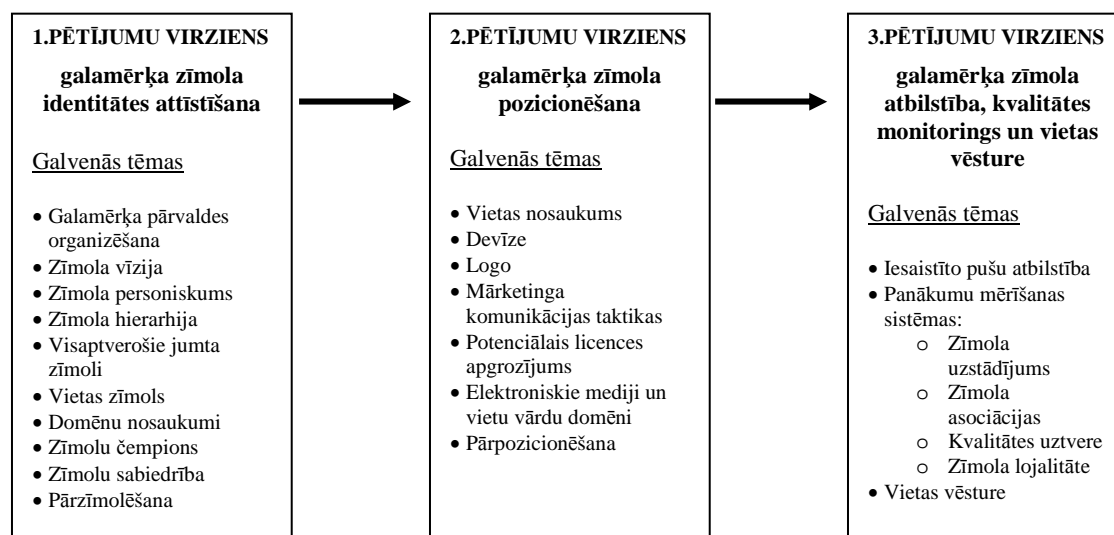 1.PĒTĪJUMU VIRZIENS
galamērķa zīmola
identitātes attīstīšana
Galvenās tēmas
• Galamērķa pārvaldes
organizēšana
• Zīmola vīzija
• Zīmola personiskums
• Zīmola hierarhija
• Visaptverošie jumta
zīmoli
• Vietas zīmols
• Domēnu nosaukumi
• Zīmolu čempions
• Zīmolu sabiedrība
• Pārzīmolēšana
2.PĒTĪJUMU VIRZIENS
galamērķa zīmola
pozicionēšana
Galvenās tēmas
• Vietas nosaukums
• Devīze
• Logo
• Mārketinga
komunikācijas taktikas
• Potenciālais licences
apgrozījums
• Elektroniskie mediji un
vietu vārdu domēni
• Pārpozicionēšana
3.PĒTĪJUMU VIRZIENS
galamērķa zīmola
atbilstība, kvalitātes
monitorings un vietas
vēsture
Galvenās tēmas
• Iesaistīto pušu atbilstība
• Panākumu mērīšanas
sistēmas:
o Zīmola
uzstādījums
o Zīmola
asociācijas
o Kvalitātes uztvere
o Zīmola lojalitāte
• Vietas vēsture